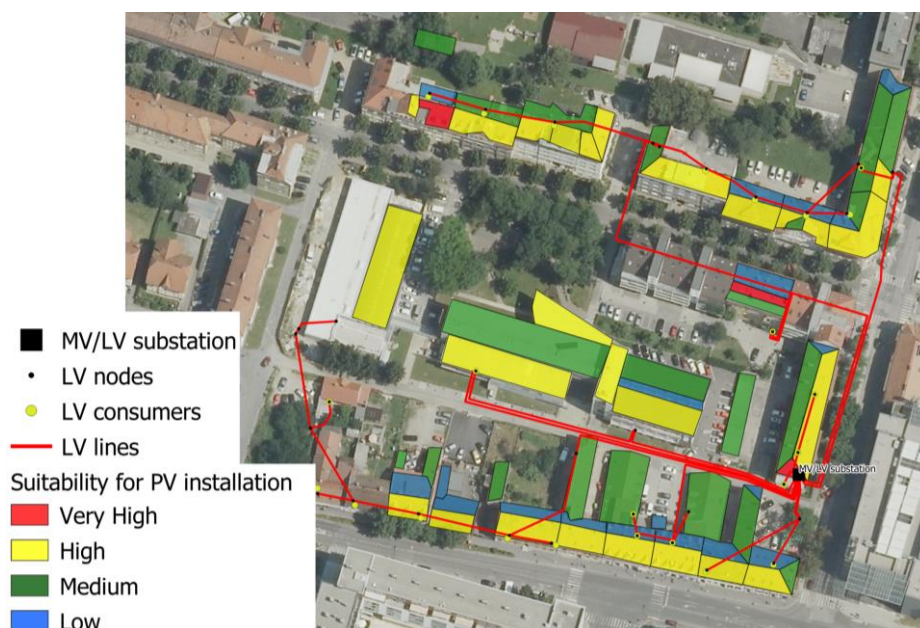 MV/LV substation
MV/LV substation
LV nodes
LV consumers
LV lines
Suitability for PV installation
Very High
High
Medium
Low